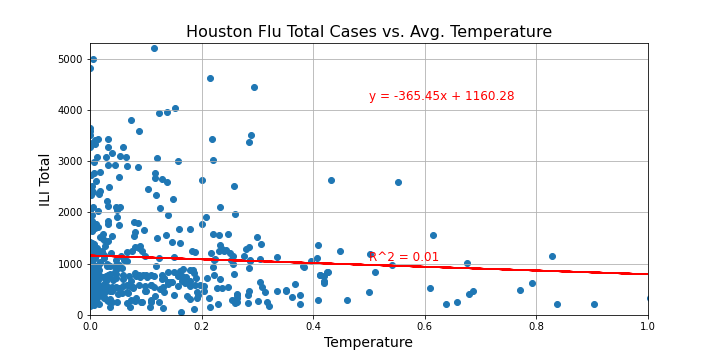 Houston Flu Total Cases vs. Avg. Temperature
5000
4000
3000
2000
1000
0
ILI Total
y = -365.45x + 1160.28
R^2 = 0.01
0.0 0.2 0.4 0.6 0.8 1.0
Temperature